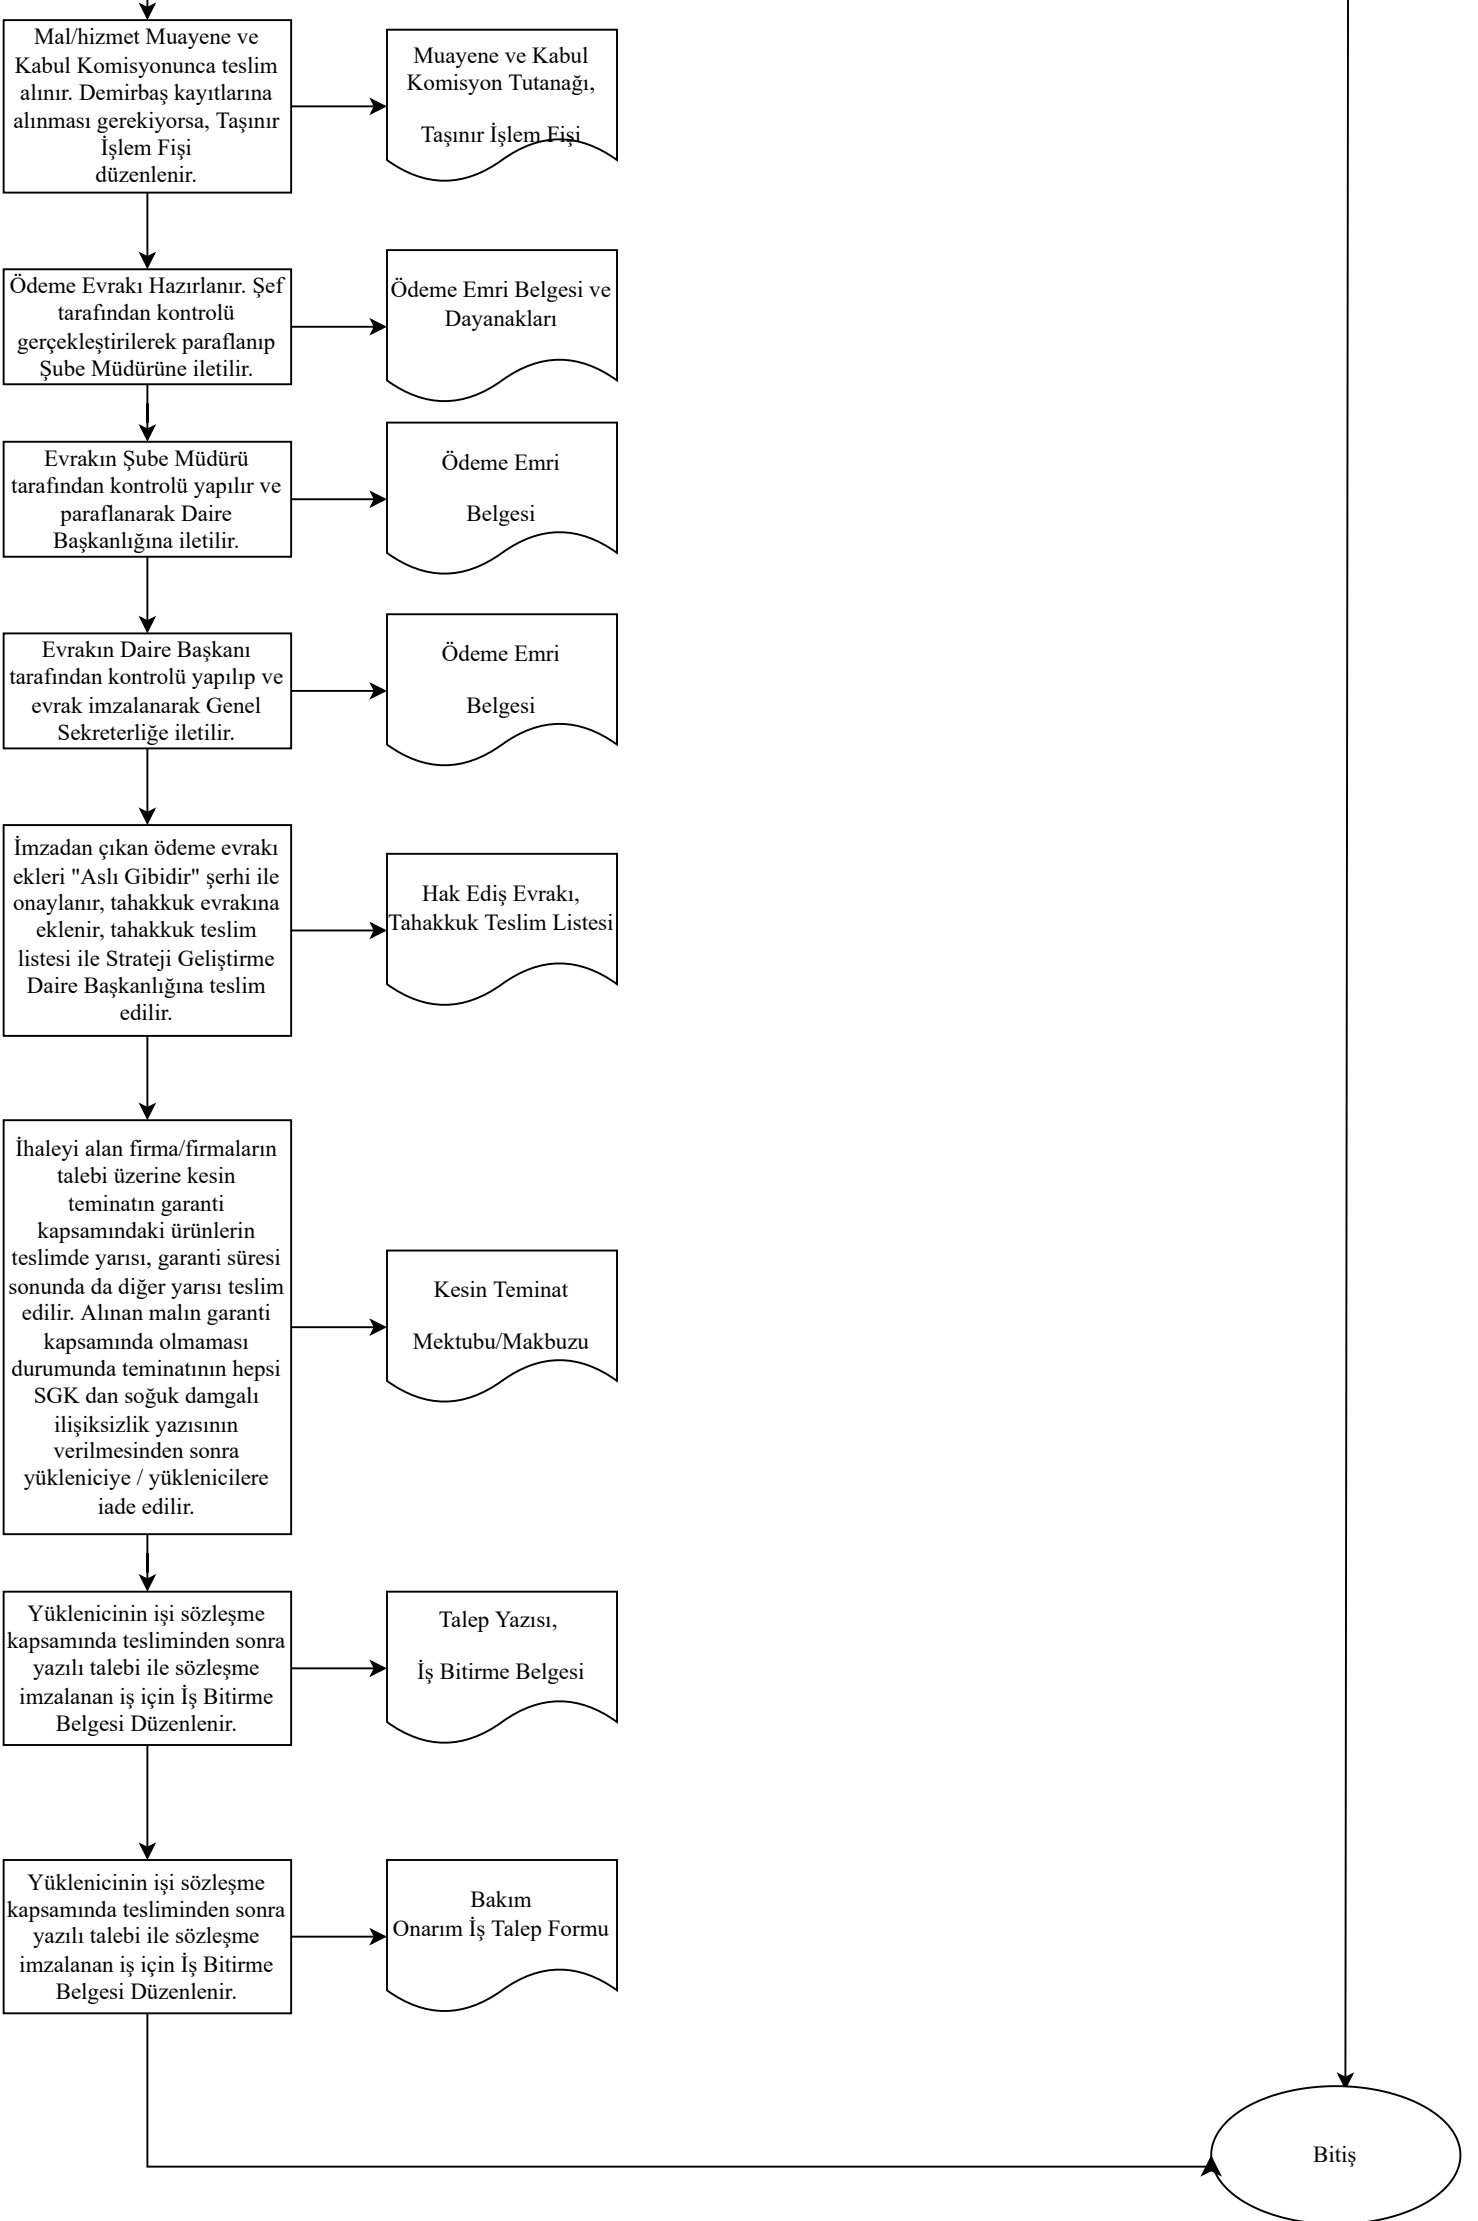 Mal/hizmet Muayene ve
Kabul Komisyonunca teslim
alınır. Demirbaş kayıtlarına
alınması gerekiyorsa, Taşınır
İşlem Fişi
düzenlenir.
Muayene ve Kabul
Komisyon Tutanağı,
Taşınır İşlem Fişi
Ödeme Evrakı Hazırlanır. Şef
tarafından kontrolü
gerçekleştirilerek paraflanıp
Şube Müdürüne iletilir.
Ödeme Emri Belgesi ve
Dayanakları
Evrakın Şube Müdürü
tarafından kontrolü yapılır ve
paraflanarak Daire
Başkanlığına iletilir.
Ödeme Emri
Belgesi
Evrakın Daire Başkanı
tarafından kontrolü yapılıp ve
evrak imzalanarak Genel
Sekreterliğe iletilir.
Ödeme Emri
Belgesi
İmzadan çıkan ödeme evrakı
ekleri "Aslı Gibidir" şerhi ile
onaylanır, tahakkuk evrakına
eklenir, tahakkuk teslim
listesi ile Strateji Geliştirme
Daire Başkanlığına teslim
edilir.
Hak Ediş Evrakı,
Tahakkuk Teslim Listesi
İhaleyi alan firma/firmaların
talebi üzerine kesin
teminatın garanti
kapsamındaki ürünlerin
teslimde yarısı, garanti süresi
sonunda da diğer yarısı teslim
edilir. Alınan malın garanti
kapsamında olmaması
durumunda teminatının hepsi
SGK dan soğuk damgalı
ilişiksizlik yazısının
verilmesinden sonra
yükleniciye / yüklenicilere
iade edilir.
Kesin Teminat
Mektubu/Makbuzu
Yüklenicinin işi sözleşme
kapsamında tesliminden sonra
yazılı talebi ile sözleşme
imzalanan iş için İş Bitirme
Belgesi Düzenlenir.
Talep Yazısı,
İş Bitirme Belgesi
Yüklenicinin işi sözleşme
kapsamında tesliminden sonra
yazılı talebi ile sözleşme
imzalanan iş için İş Bitirme
Belgesi Düzenlenir.
Bakım
Onarım İş Talep Formu
Bitiş